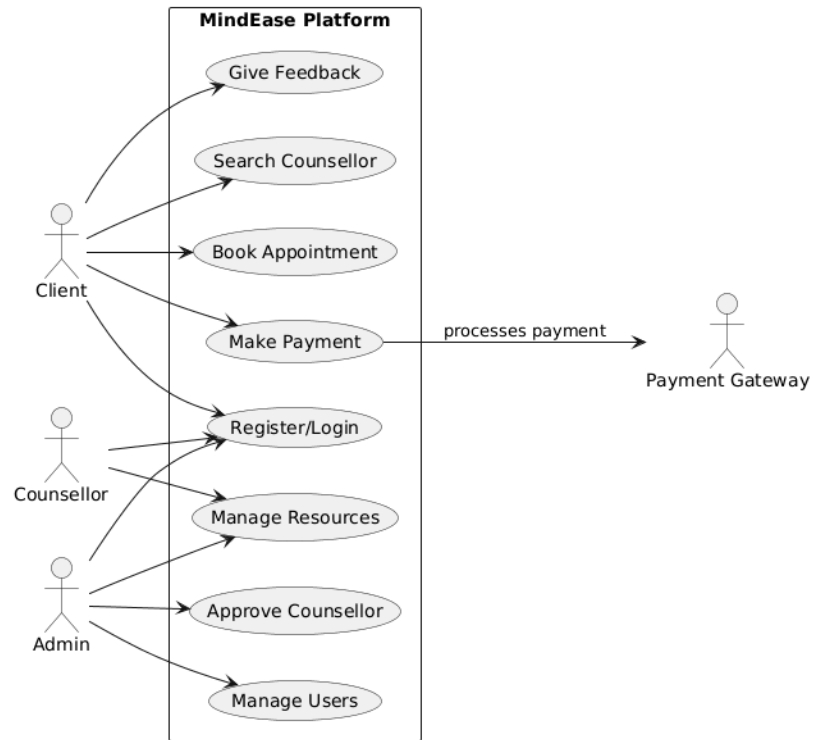 MindEase Platform
Give Feedback
Search Counsellor
Book Appointment
Client
Make Payment
processes payment
Payment Gateway
Register/Login
Counsellor
Manage Resources
Approve Counsellor
Admin
Manage Users